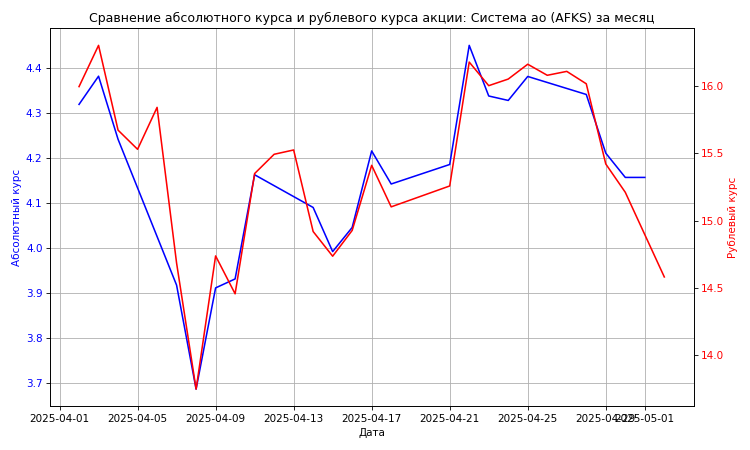 Сравнение абсолютного курса и рублевого курса акции: Система ао (AFKS) за месяц
Абсолютный курс
4.4
4.3
4.2
4.1
4.0
3.9
3.8
3.7
16.0
15.5
15.0
14.5
14.0
Рублевый курс
2025-04-01 2025-04-05 2025-04-09 2025-04-13 2025-04-17 2025-04-21 2025-04-25 2025-04-29 2025-05-01
Дата